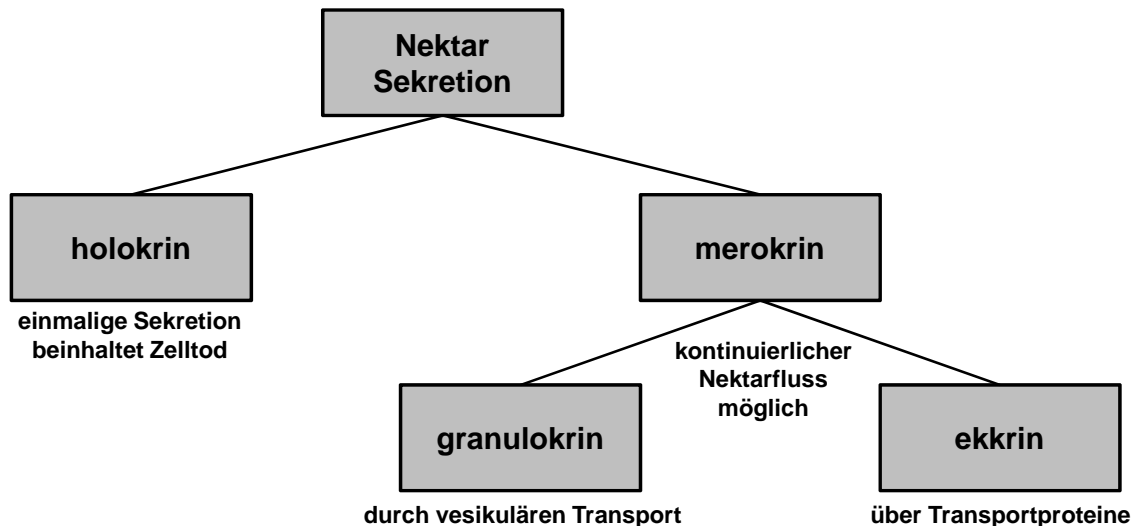 Nektar
Sekretion
holokrin
merokrin
einmalige Sekretion
beinhaltet Zelltod
kontinuierlicher
Nektarfluss
möglich
granulokrin
ekkrin
durch vesikulären Transport
über Transportproteine